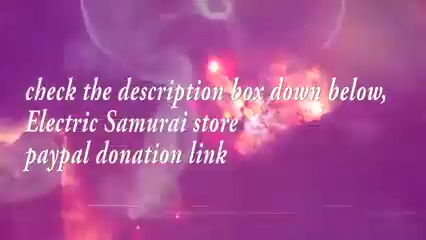 check the description box down below,
Electric Samurai store
paypal donation link